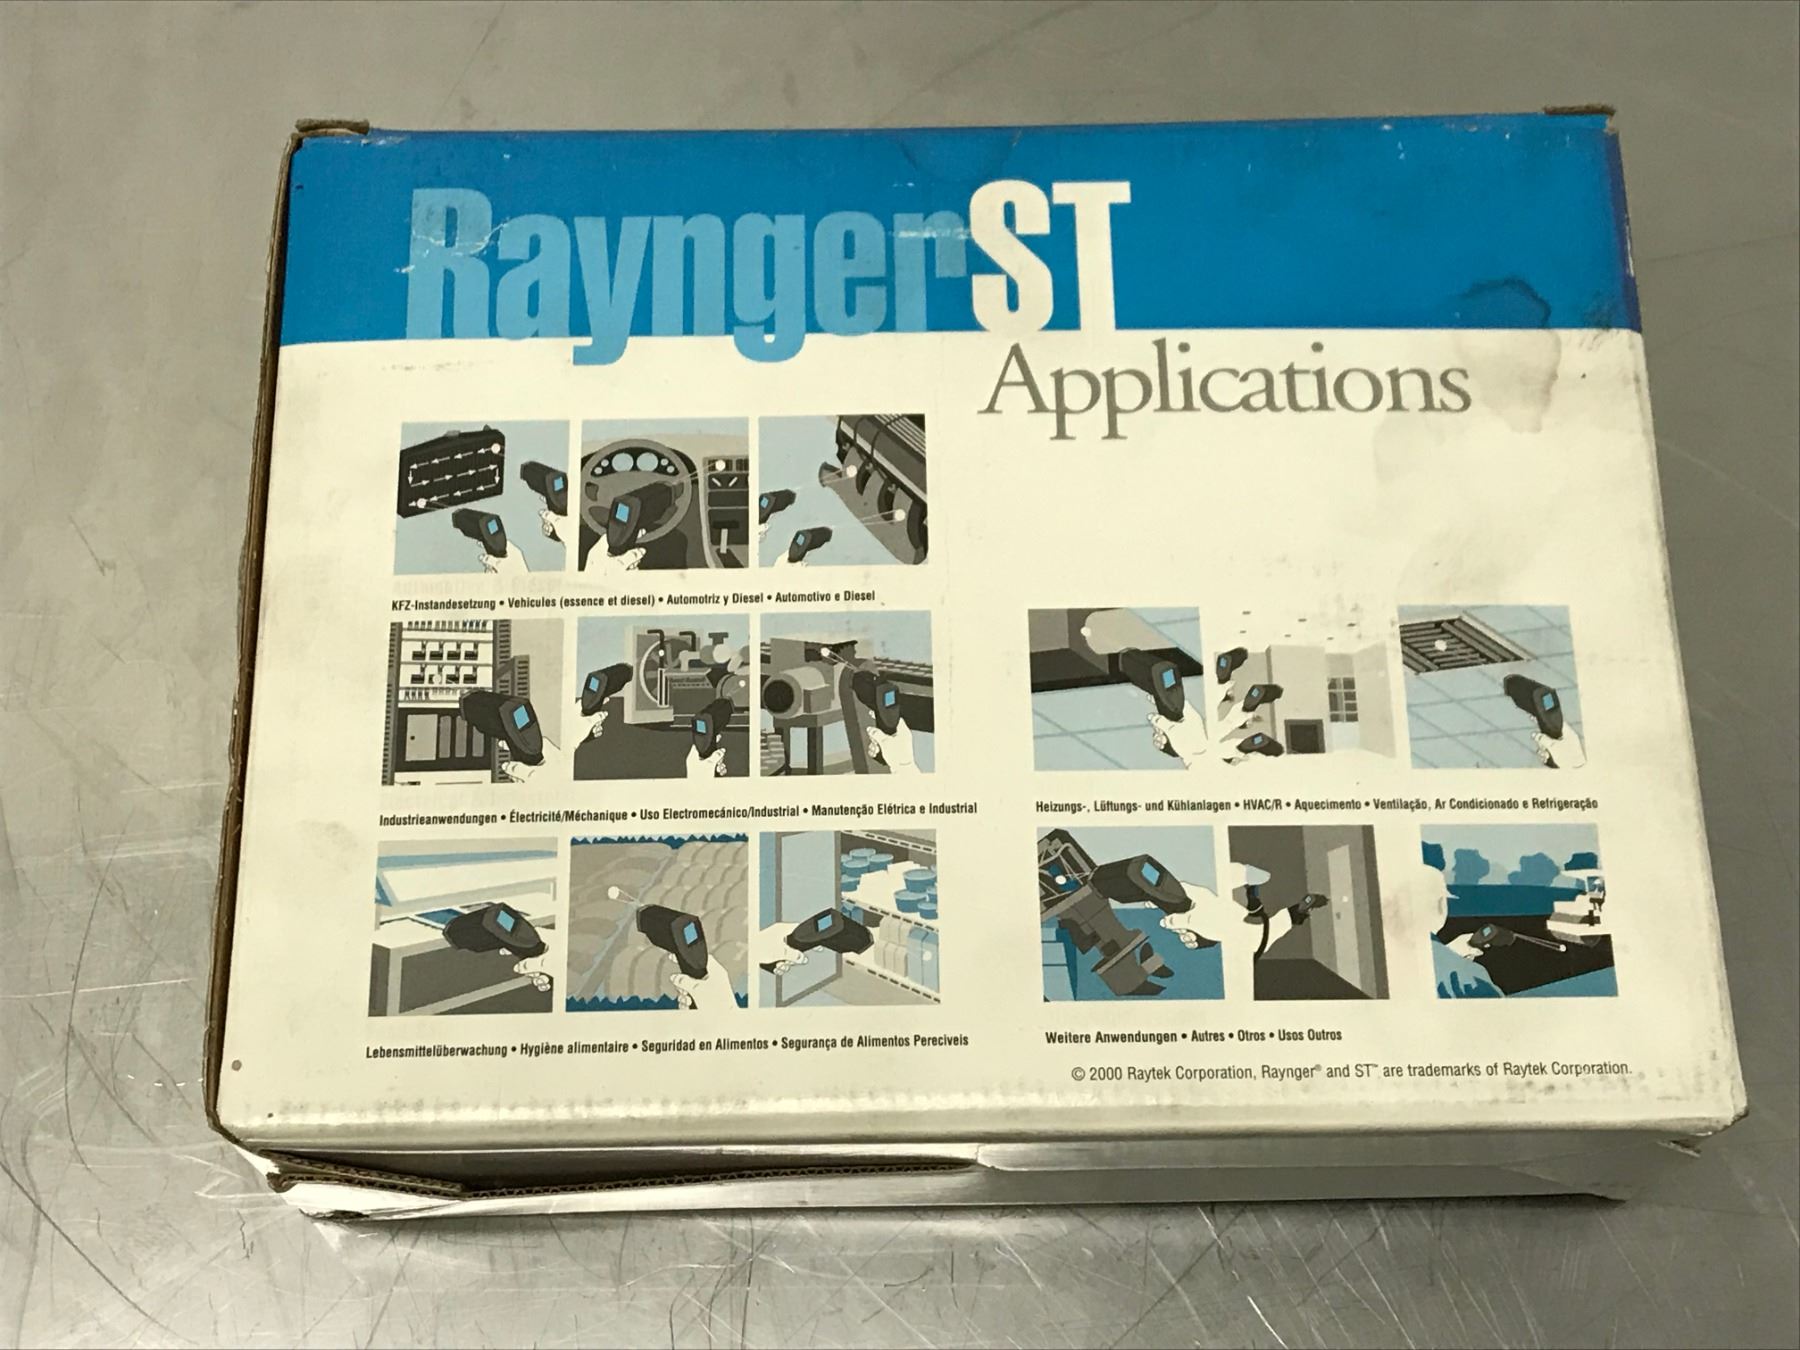 RayngerST
Applications
KFZ-Instandesetzung • Vehicules (essence et diesel) • Automotriz y Diesel • Automotivo e Diesel
Industrieanwendungen • Électricité/Méchanique • Uso Electromecánico/Industrial • Manutenção Elétrica e Industrial
Heizungs-, Lüftungs- und Kühlanlagen • HVAC/R • Aquecimento • Ventilação, Ar Condicionado e Refrigeração
Lebensmittelüberwachung • Hygiène alimentaire • Seguridad en Alimentos • Segurança de Alimentos Pereciveis
Weitere Anwendungen • Autres • Otros • Usos Outros
© 2000 Raytek Corporation, Raynger® and ST™ are trademarks of Raytek Corporation.